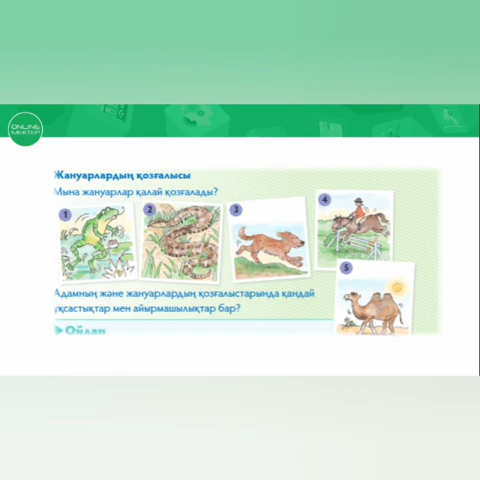 ONLINE
МЕКТЕР
Жануарлардың қозғалысы
Мына жануарлар қалай қозғалады?
1
2
3
4
5
Адамның және жануарлардың қозғалыстарында қандай
ұқсастықтар мен айырмашылықтар бар?
Ойлан